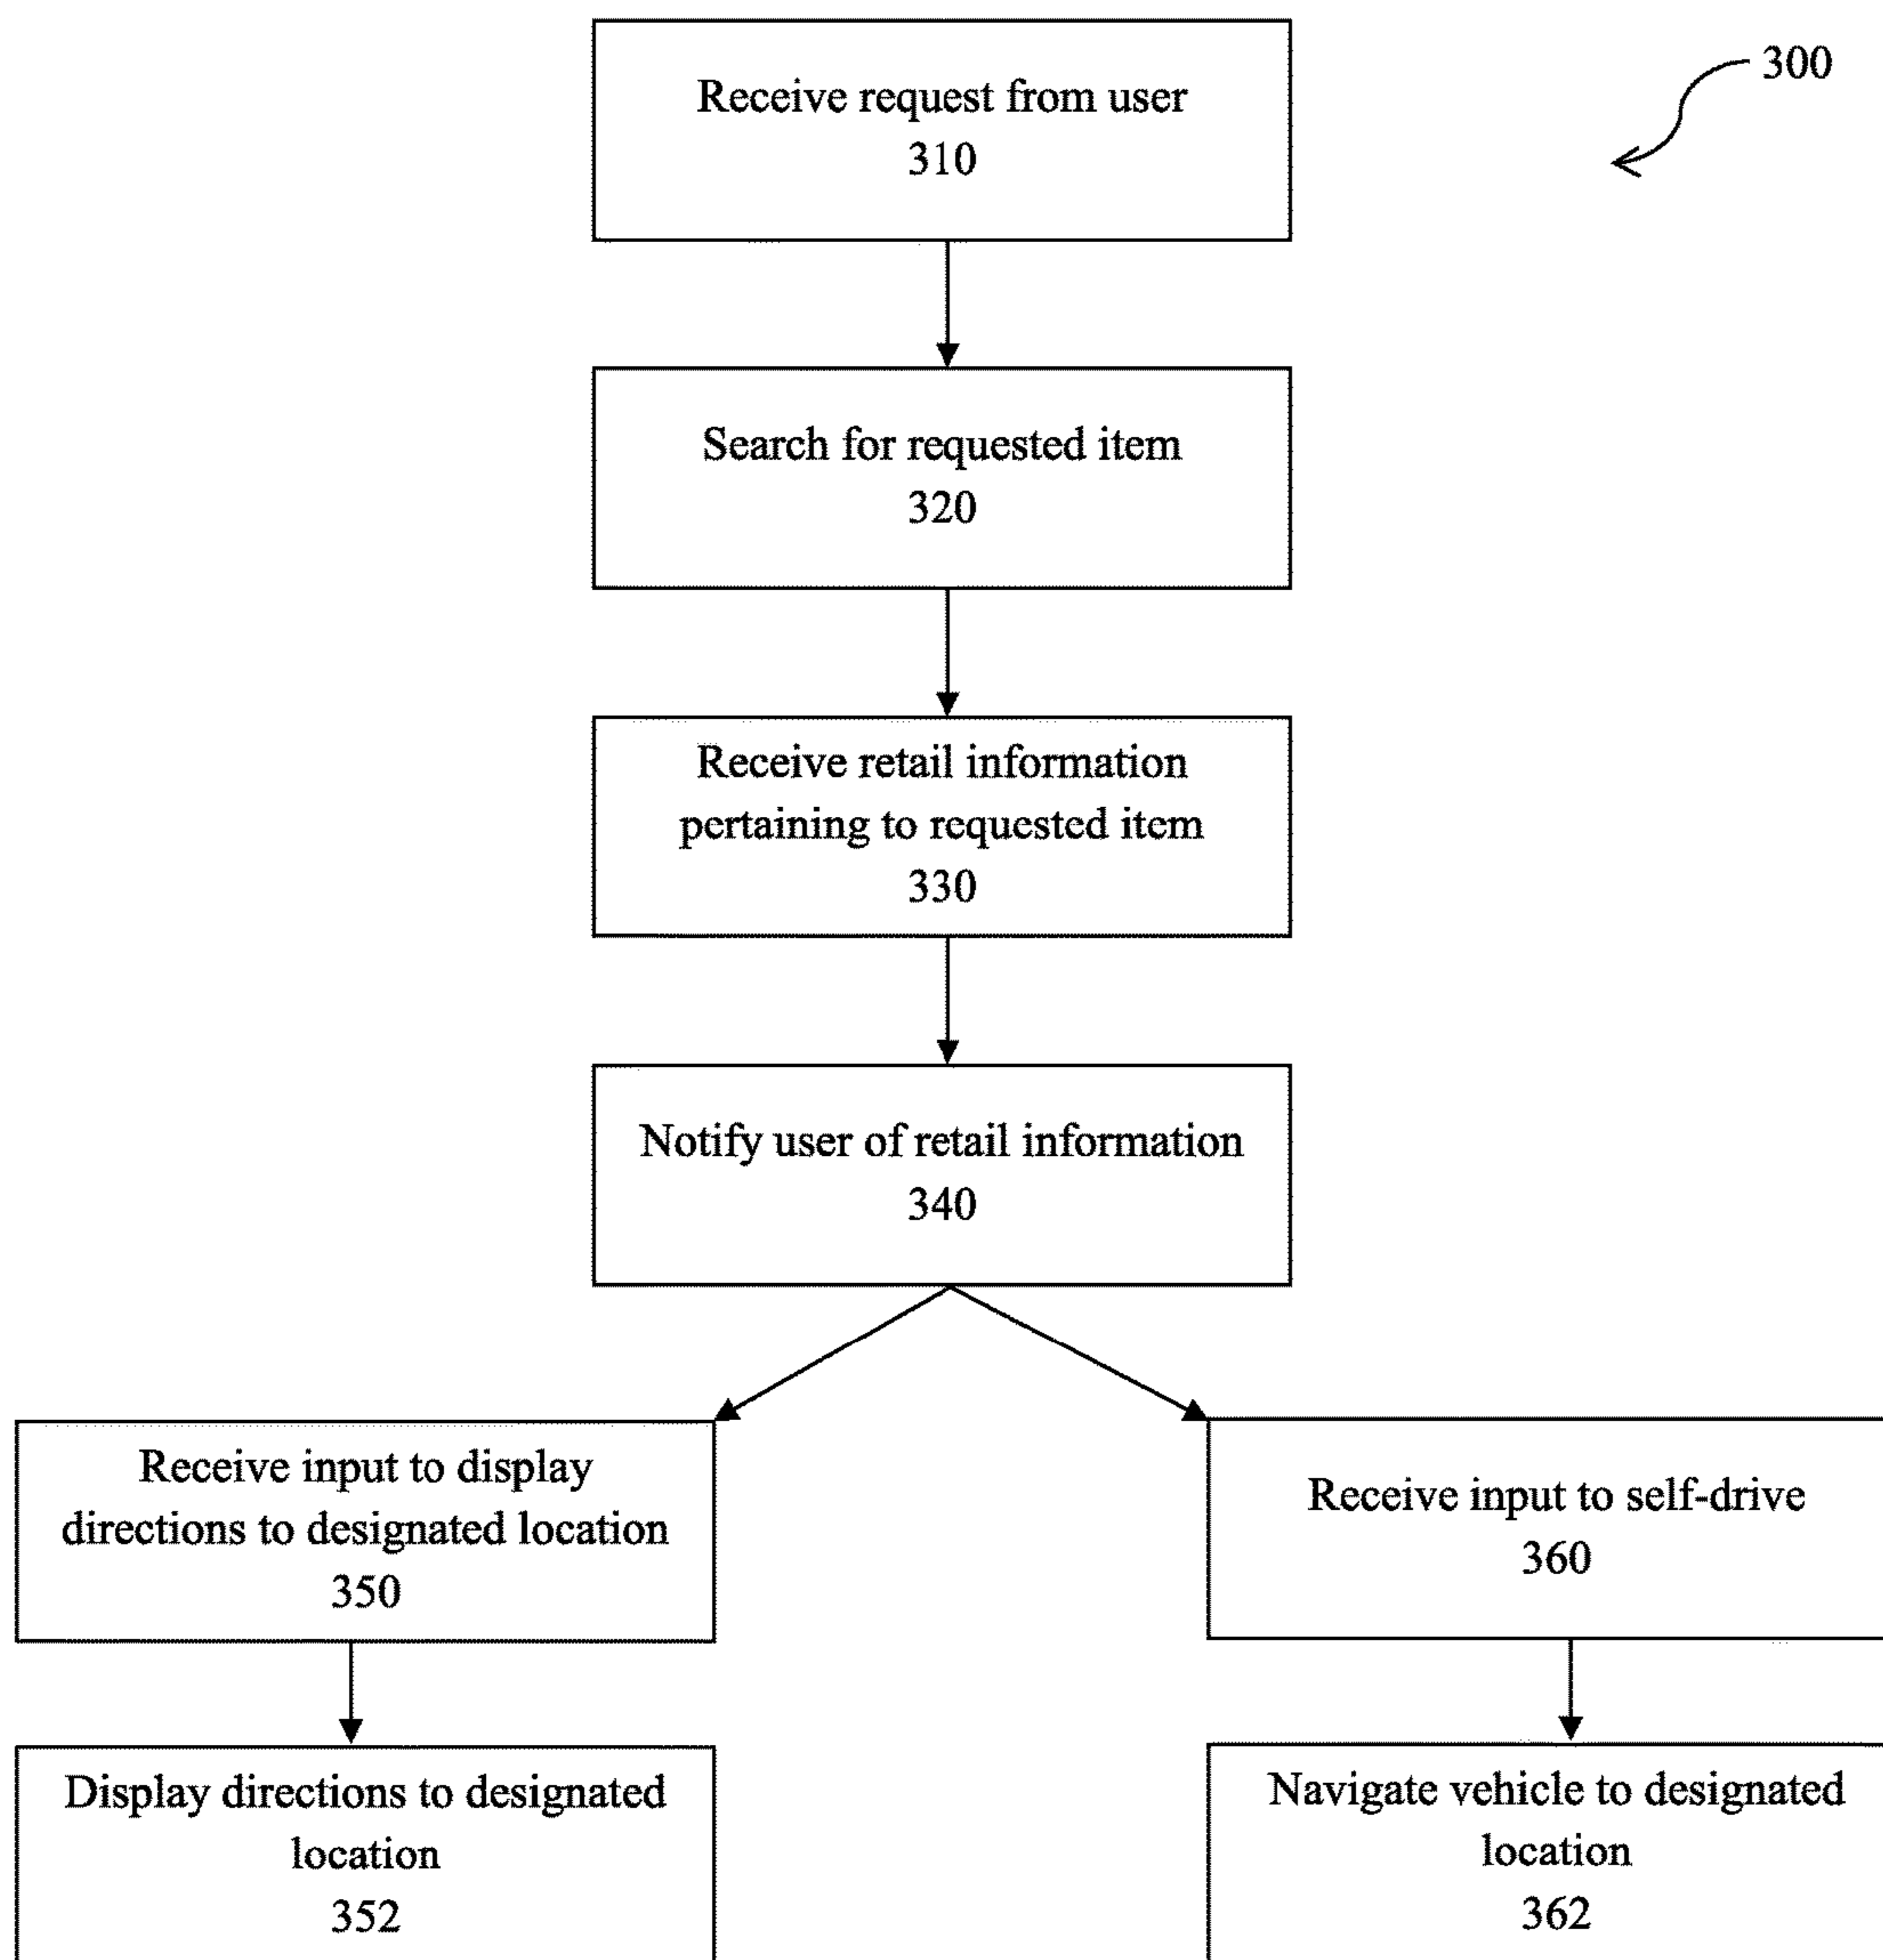 300
Receive request from user
310
Search for requested item
320
Receive retail information
pertaining to requested item
330
Notify user of retail information
340
Receive input to display
directions to designated location
350
Receive input to self-drive
360
Display directions to designated
location
352
Navigate vehicle to designated
location
362